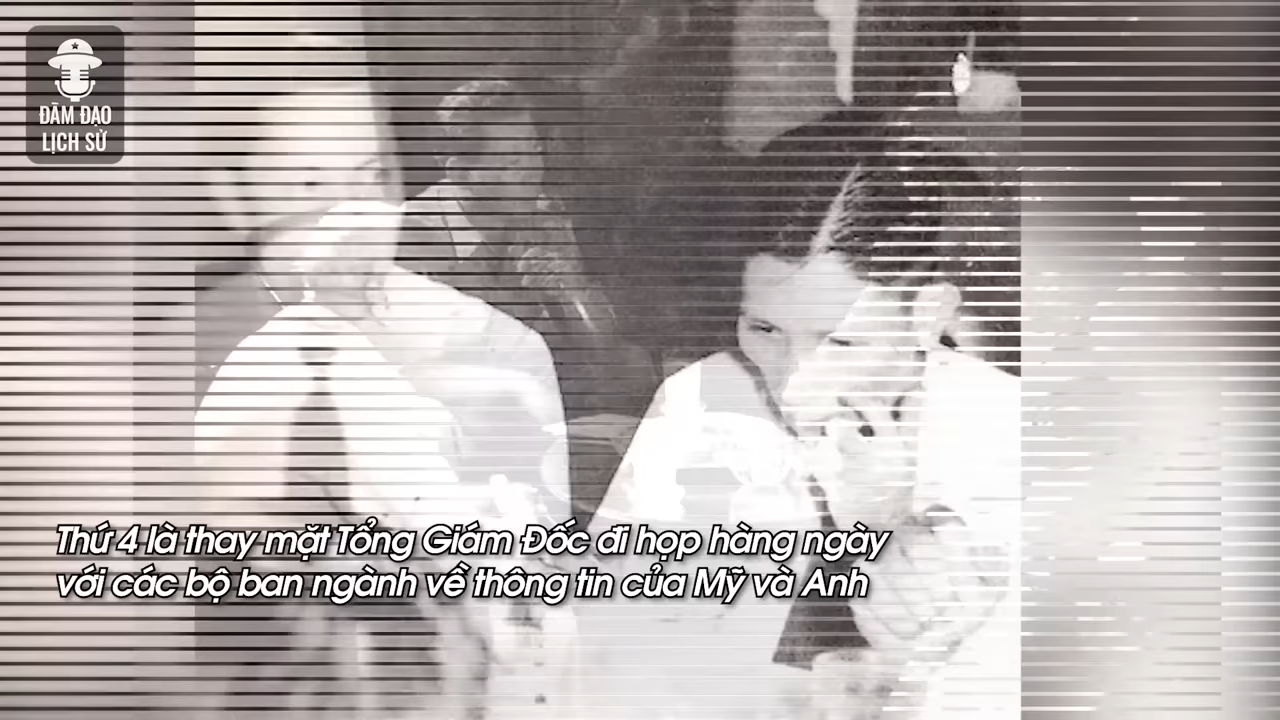 ĐÀM ĐẠO
LỊCH SỬ
Thứ 4 là thay mặt Tổng Giám Đốc đi họp hàng ngày
với các bộ ban ngành về thông tin của Mỹ và Anh